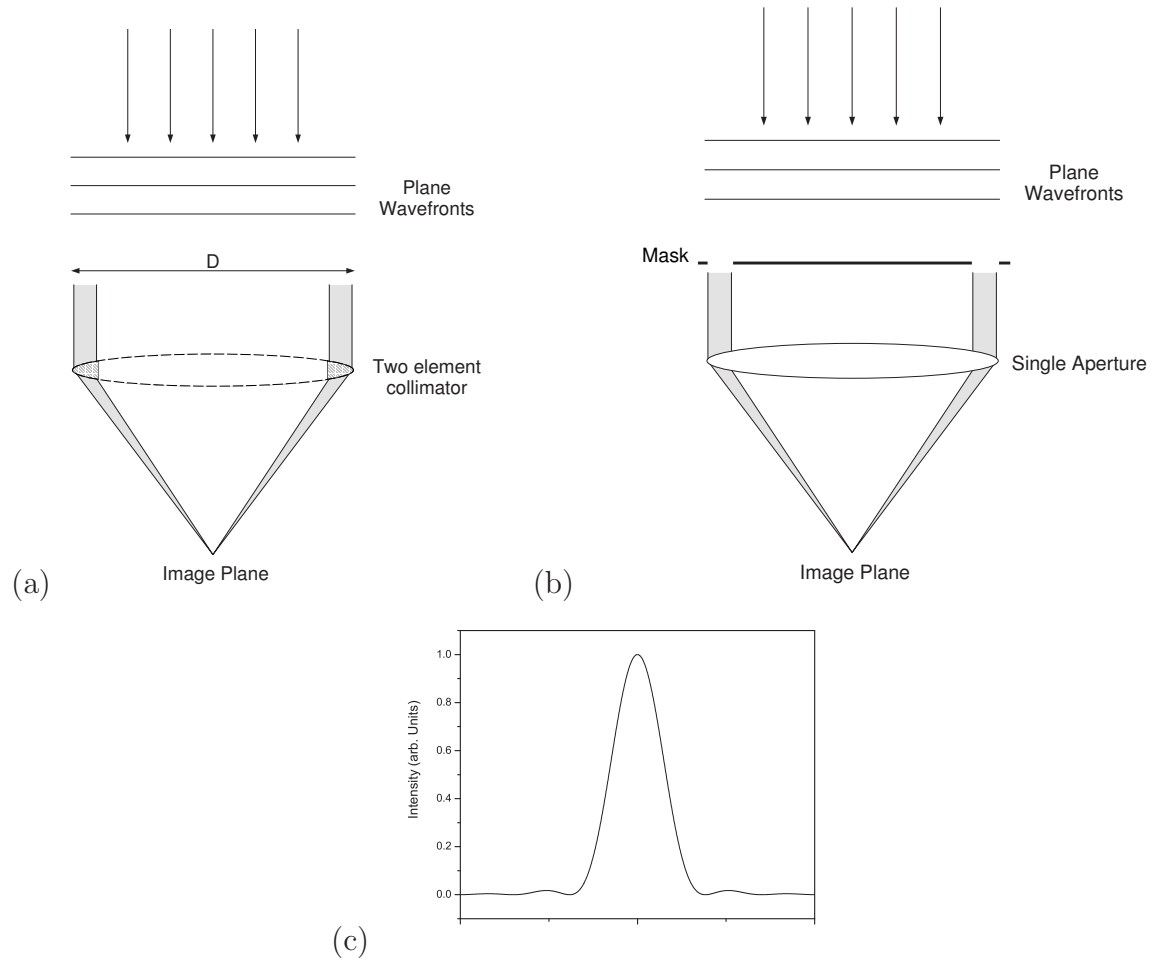 Plane
Wavefronts
D
Two element
collimator
Image Plane
(a)
Plane
Wavefronts
Mask
Single Aperture
Image Plane
(b)
Intensity (arb. Units)
1.0
0.8
0.6
0.4
0.2
0.0
(c)